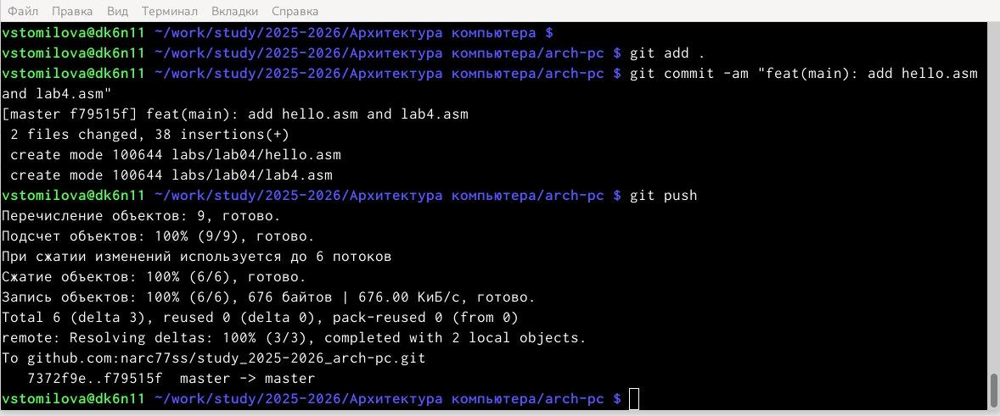 Файл Правка Вид Терминал Вкладки Справка
vstomilova@dk6n11 ~/work/study/2025-2026/Архитектура компьютера $
vstomilova@dk6n11 ~/work/study/2025-2026/Архитектура компьютера/arch-pc $ git add .
vstomilova@dk6n11 ~/work/study/2025-2026/Архитектура компьютера/arch-pc $ git commit -am "feat(main): add hello.asm
and lab4.asm"
[master f79515f] feat(main): add hello.asm and lab4.asm
 2 files changed, 38 insertions(+)
 create mode 100644 labs/lab04/hello.asm
 create mode 100644 labs/lab04/lab4.asm
vstomilova@dk6n11 ~/work/study/2025-2026/Архитектура компьютера/arch-pc $ git push
Перечисление объектов: 9, готово.
Подсчет объектов: 100% (9/9), готово.
При сжатии изменений используется до 6 потоков
Сжатие объектов: 100% (6/6), готово.
Запись объектов: 100% (6/6), 676 байтов | 676.00 КиБ/с, готово.
Total 6 (delta 3), reused 0 (delta 0), pack-reused 0 (from 0)
remote: Resolving deltas: 100% (3/3), completed with 2 local objects.
To github.com:narc77ss/study_2025-2026_arch-pc.git
   7372f9e..f79515f  master -> master
vstomilova@dk6n11 ~/work/study/2025-2026/Архитектура компьютера/arch-pc $